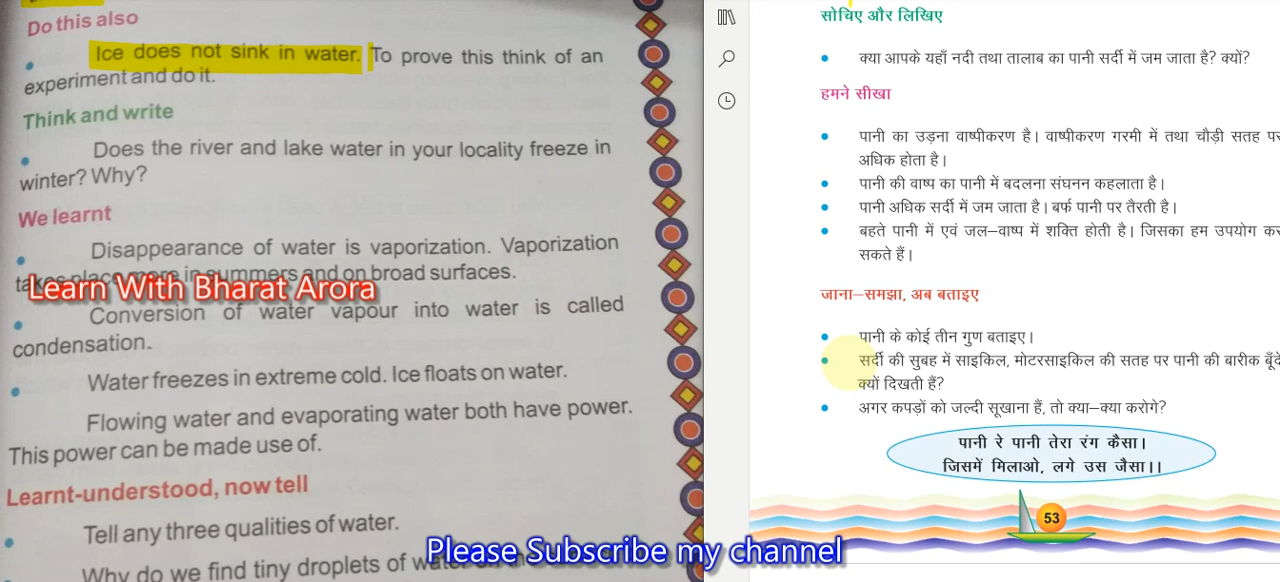 Do this also
Ice does not sink in water. To prove this think of an
experiment and do it.
Think and write
Does the river and lake water in your locality freeze in
winter? Why?
We learnt
Disappearance of water is vaporization. Vaporization
takes place more in summers and on broad surfaces.
Learn With Bharat Arora
Conversion of water vapour into water is called
condensation.
Water freezes in extreme cold. Ice floats on water.
Flowing water and evaporating water both have power.
This power can be made use of.
Learnt-understood, now tell
Tell any three qualities of water.
Why do we find tiny droplets of
Please Subscribe my channel
सोचिए और लिखिए
क्या आपके यहाँ नदी तथा तालाब का पानी सर्दी में जम जाता है? क्यों?
हमने सीखा
पानी का उड़ना वाष्पीकरण है। वाष्पीकरण गरमी में तथा चौड़ी सतह पर
अधिक होता है।
पानी की वाष्प का पानी में बदलना संघनन कहलाता है।
पानी अधिक सर्दी में जम जाता है। बर्फ पानी पर तैरती है।
बहते पानी में एवं जल–वाष्प में शक्ति होती है। जिसका हम उपयोग कर
सकते हैं।
जाना–समझा, अब बताइए
पानी के कोई तीन गुण बताइए।
सर्दी की सुबह में साइकिल, मोटरसाइकिल की सतह पर पानी की बारीक बूँदे
क्यों दिखती हैं?
अगर कपड़ों को जल्दी सूखाना हैं, तो क्या–क्या करोगे?
पानी रे पानी तेरा रंग कैसा।
जिसमें मिलाओ, लगे उस जैसा।।
53